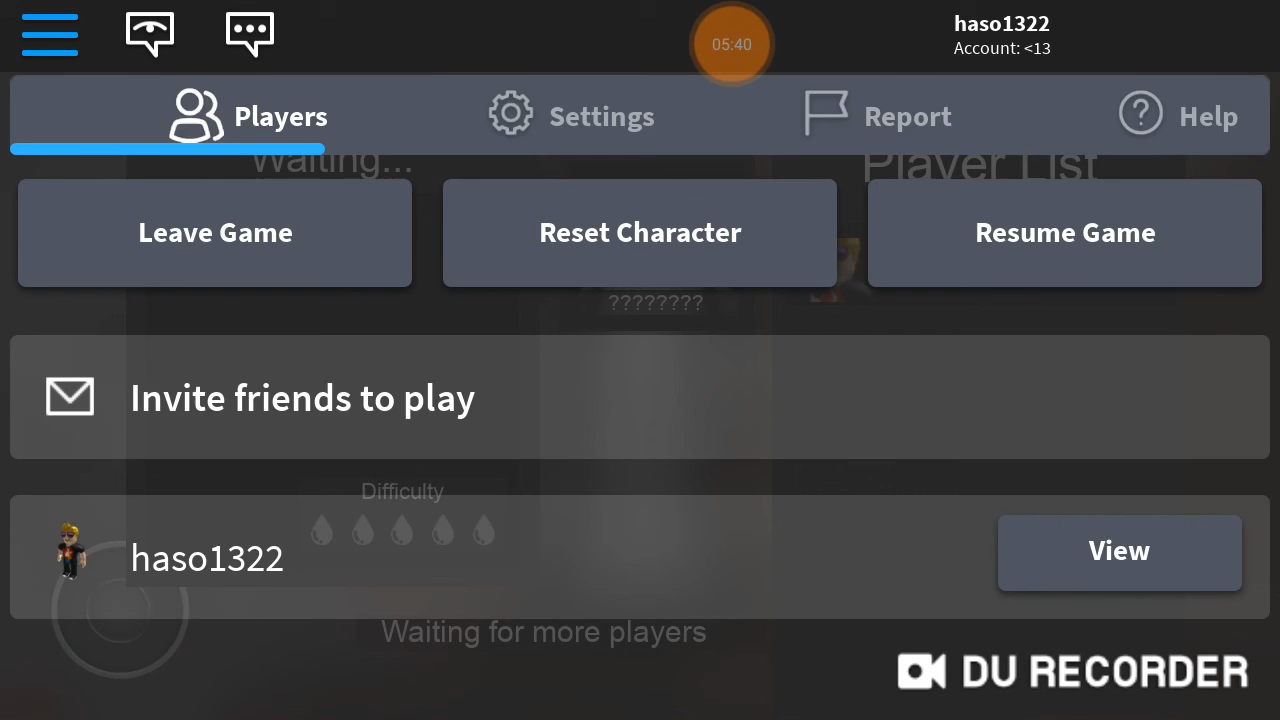 05:40
haso1322
Account: <13
Players
Settings
Report
Help
Waiting...
Player List
Leave Game
Reset Character
Resume Game
????????
Invite friends to play
Difficulty
haso1322
View
Waiting for more players
DU RECORDER